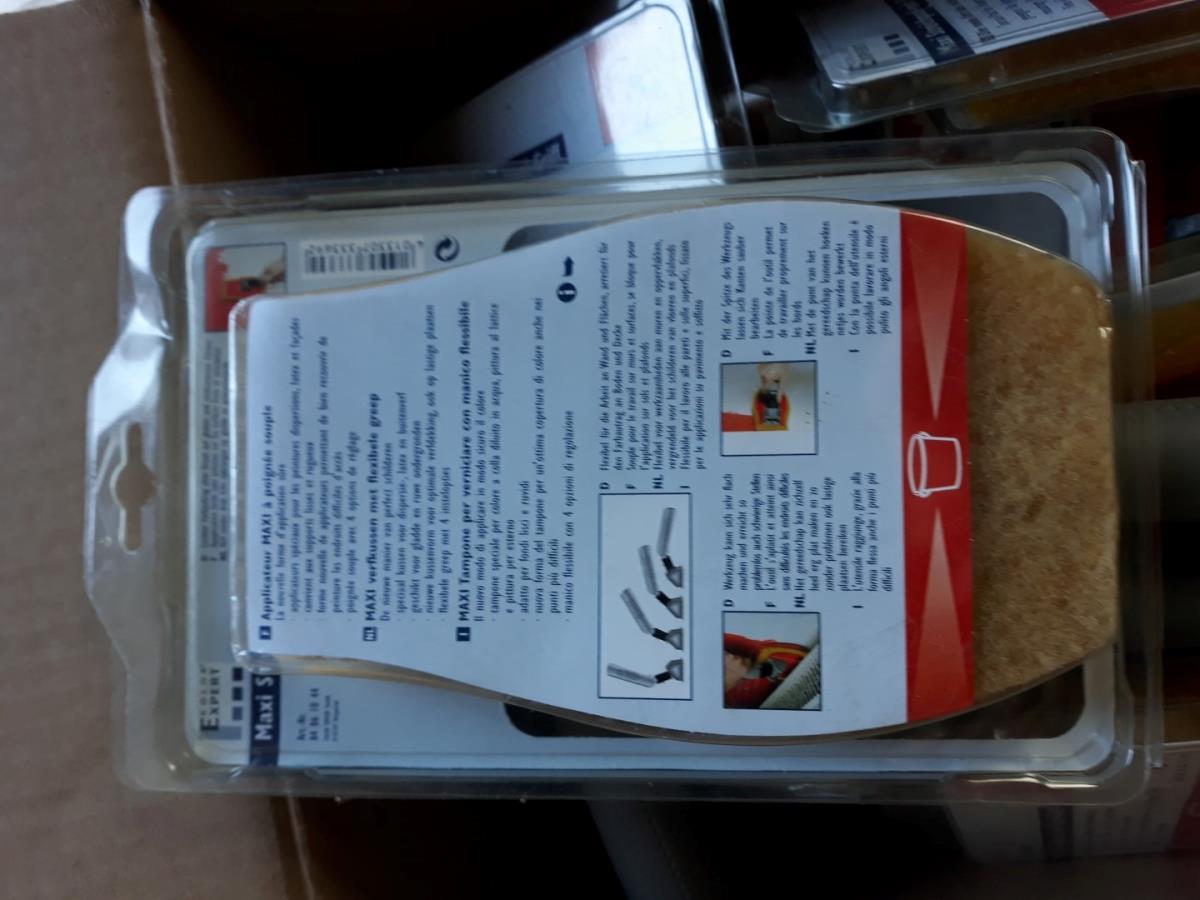 COLOR
EXPERT
Maxi S
Art.-Nr.
84 86 10 44
4 013307 933642
F Applicateur MAXI à poignée souple
La nouvelle forme d'application sûre
· applicateurs spéciaux pour les peintures dispersions, latex et façades
· convient aux supports lisses et rugueux
· forme nouvelle de applicateurs permettant de bien recouvrir de
peinture les endroits difficiles d'accès
· poignée souple avec 4 options de réglage
NL MAXI verfkussen met flexibele greep
De nieuwe manier van perfect schilderen
· speciaal kussen voor dispersie-, latex en buitenverf
· geschikt voor gladde en ruwe ondergronden
· nieuwe kussenvorm voor optimale verfdekking, ook op lastige plaatsen
· flexibele greep met 4 instelopties
I MAXI Tampone per verniciare con manico flessibile
Il nuovo modo di applicare in modo sicuro il colore
· tampone speciale per colore a colla diluito in acqua, pittura al lattice
e pittura per esterno
· adatto per fondi lisci e ruvidi
· nuova forma del tampone per un'ottima copertura di colore anche nei
punti più difficili
· manico flessibile con 4 opzioni di regolazione
i
D Flexibel für die Arbeit an Wand und Flächen, arretiert für
den Farbauftrag an Boden und Decke
F Souple pour le travail sur murs et surfaces, se bloque pour
l'application sur sols et plafonds
NL Flexibel voor werkzaamheden aan muren en oppervlakken,
vergrendeld voor het schilderen van vloeren en plafonds
I Flessibile per il lavoro alle pareti e sulle superfici, fissato
per le applicazioni su pavimento e soffitto
D Werkzeug kann sich sehr flach
machen und erreicht so
problemlos auch schwierige Stellen
F L'outil s'aplatit et atteint ainsi
sans difficultés les endroits difficiles
NL Het gereedschap kan zichzelf
heel erg plat maken en zo
zonder problemen ook lastige
plaatsen bereiken
I L'utensile raggiunge, grazie alla
forma flessa anche i punti più
difficili
D Mit der Spitze des Werkzeugs
lassen sich Kanten sauber
bearbeiten
F La pointe de l'outil permet
de travailler proprement sur
les bords
NL Met de punt van het
gereedschap kunnen hoeken
netjes worden bewerkt
I Con la punta dell'utensile è
possibile lavorare in modo
pulito gli angoli esterni